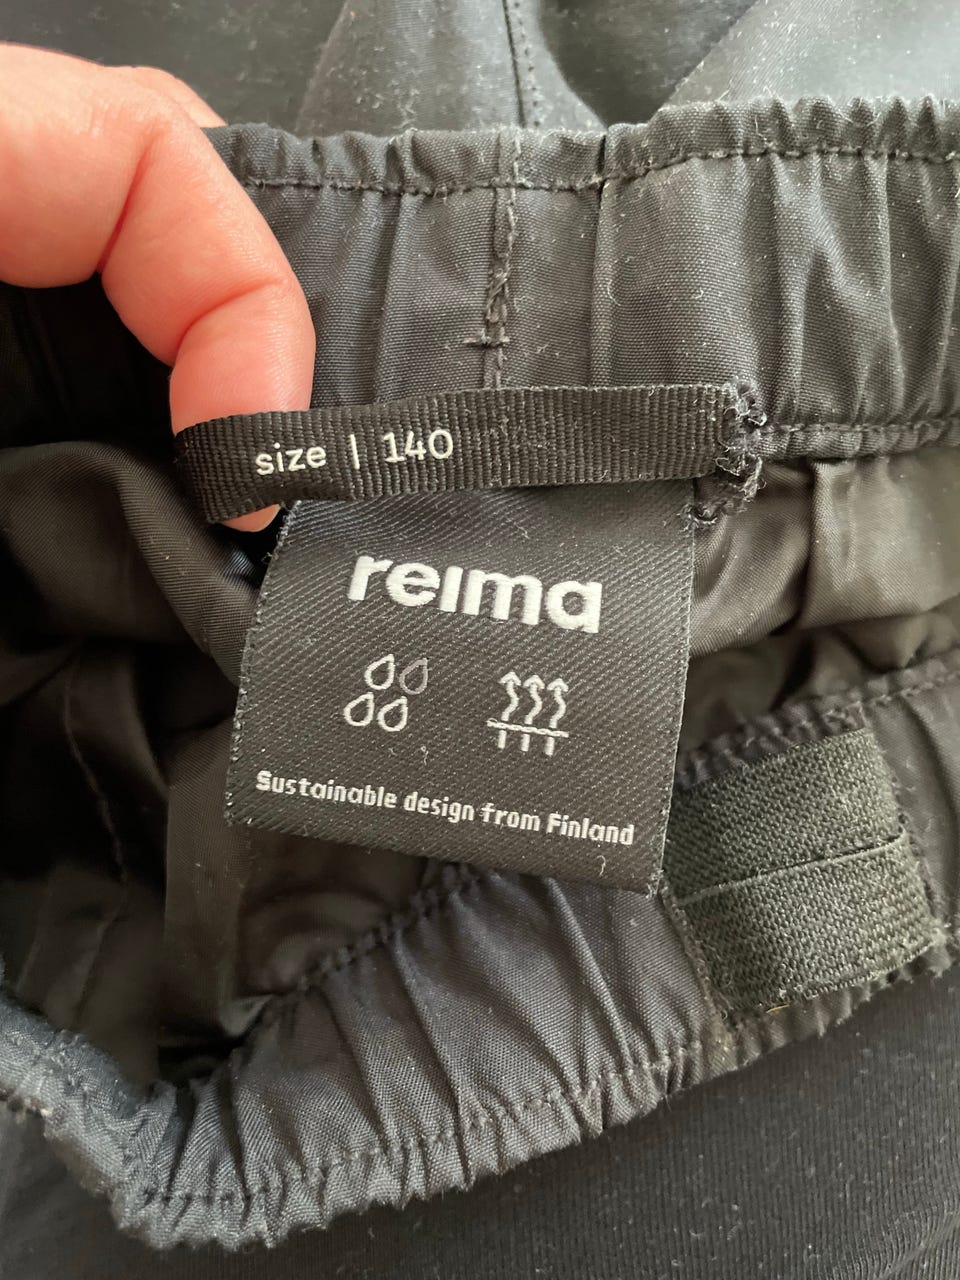 size | 140
reima
Sustainable design from Finland